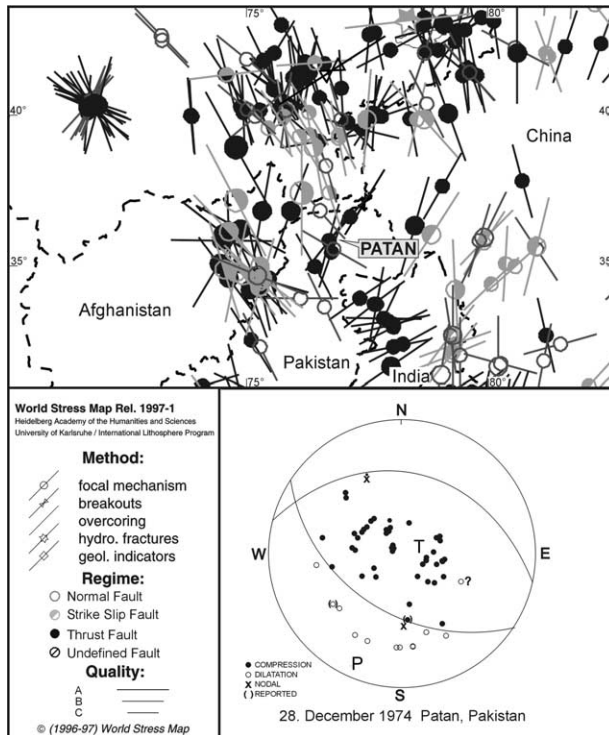 75° 80°
40° 40°
China
PATAN
35° 35°
Afghanistan
Pakistan
India
75° 80°
World Stress Map Rel. 1997-1
Heidelberg Academy of the Humanities and Sciences
University of Karlsruhe / International Lithosphere Program
Method:
focal mechanism
breakouts
overcoring
hydro. fractures
geol. indicators
Regime:
Normal Fault
Strike Slip Fault
Thrust Fault
Undefined Fault
Quality:
A
B
C
© (1996-97) World Stress Map
N
X
T
W E
?
( )
( )
X
P
S
COMPRESSION
DILATATION
X NODAL
( ) REPORTED
28. December 1974 Patan, Pakistan